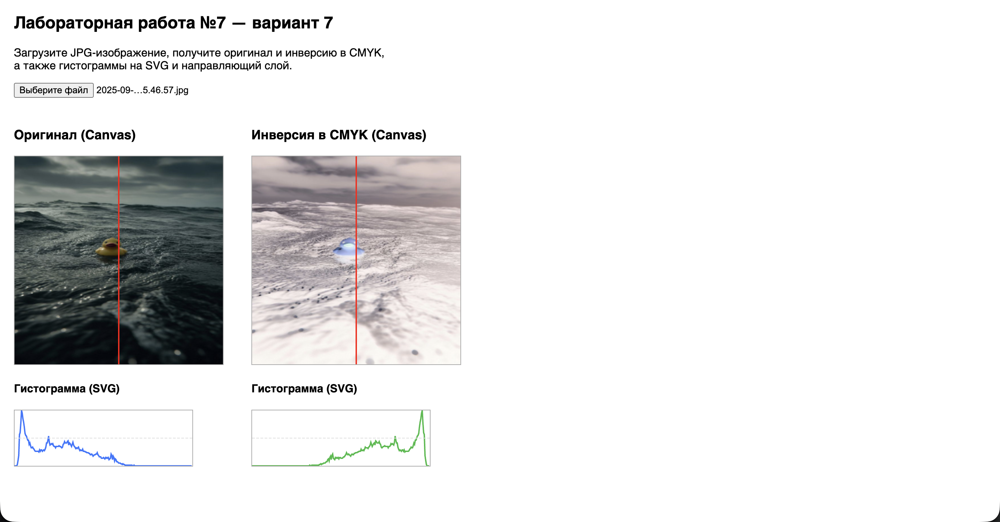 Лабораторная работа №7 — вариант 7
Загрузите JPG-изображение, получите оригинал и инверсию в CMYK,
а также гистограммы на SVG и направляющий слой.
Выберите файл 2025-09-…5.46.57.jpg
Оригинал (Canvas)
Инверсия в CMYK (Canvas)
Гистограмма (SVG)
Гистограмма (SVG)